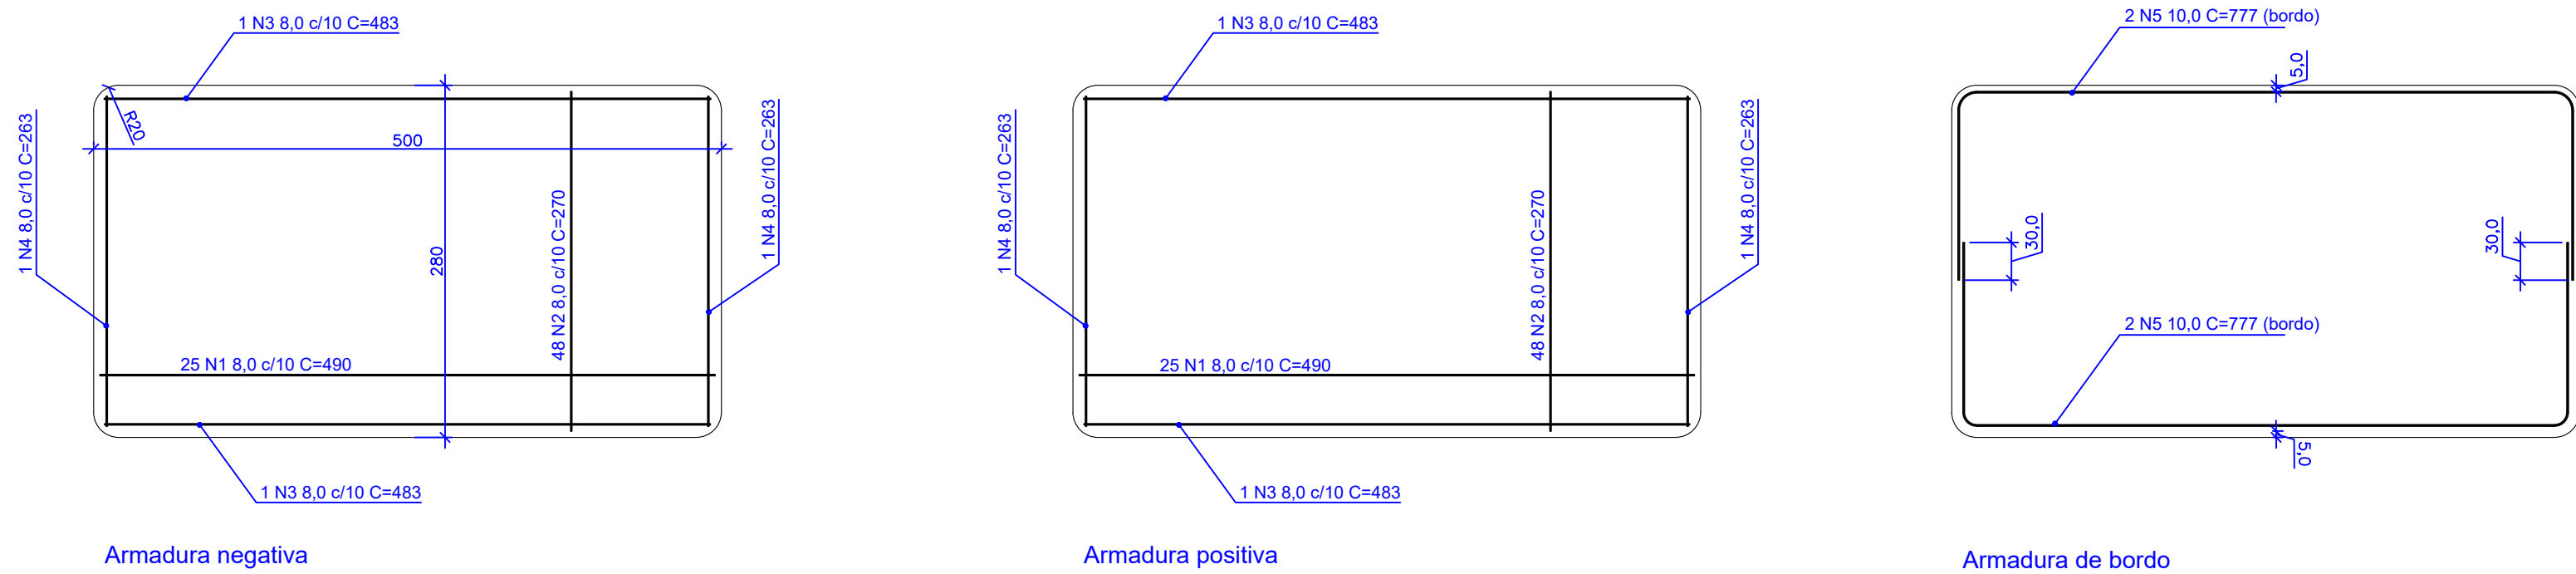 1 N3 8,0 c/10 C=483
R20
500
1 N4 8,0 c/10 C=263
1 N4 8,0 c/10 C=263
280
48 N2 8,0 c/10 C=270
25 N1 8,0 c/10 C=490
1 N3 8,0 c/10 C=483
Armadura negativa
1 N3 8,0 c/10 C=483
1 N4 8,0 c/10 C=263
1 N4 8,0 c/10 C=263
48 N2 8,0 c/10 C=270
25 N1 8,0 c/10 C=490
1 N3 8,0 c/10 C=483
Armadura positiva
2 N5 10,0 C=777 (bordo)
5,0
30,0
30,0
2 N5 10,0 C=777 (bordo)
5,0
Armadura de bordo